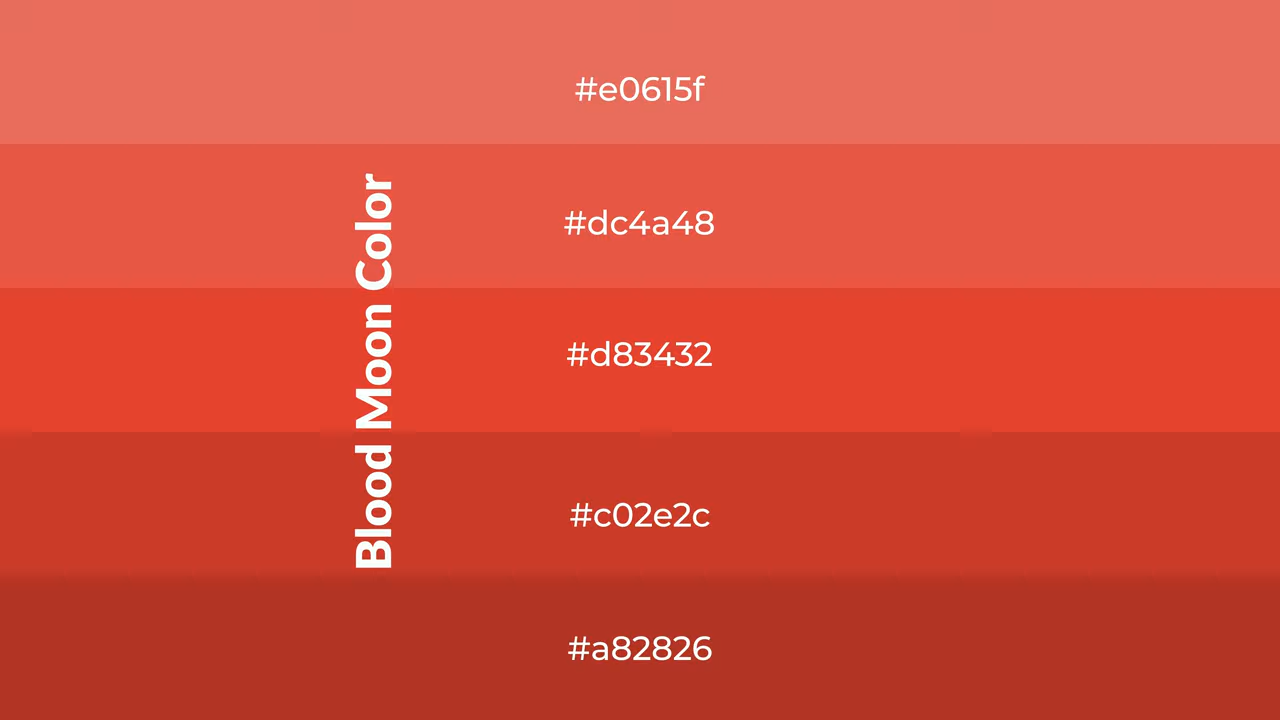 Blood Moon Color
#e0615f
#dc4a48
#d83432
#c02e2c
#a82826